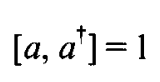 [a, a†] = 1